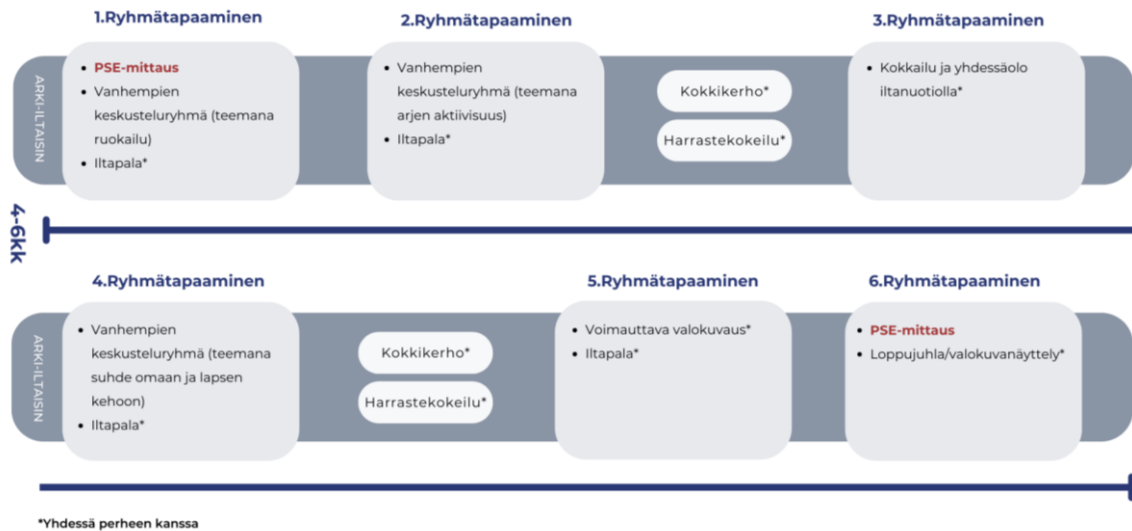 1.Ryhmätapaaminen
2.Ryhmätapaaminen
3.Ryhmätapaaminen
ARKI-ILTAISIN
• PSE-mittaus
• Vanhempien
keskusteluryhmä (teemana
ruokailu)
• Iltapala*
• Vanhempien
keskusteluryhmä (teemana
arjen aktiivisuus)
• Iltapala*
Kokkikerho*
Harrastekokeilu*
• Kokkailu ja yhdessäolo
iltanuotiolla*
4-6kk
4.Ryhmätapaaminen
5.Ryhmätapaaminen
6.Ryhmätapaaminen
ARKI-ILTAISIN
• Vanhempien
keskusteluryhmä (teemana
suhde omaan ja lapsen
kehoon)
• Iltapala*
Kokkikerho*
Harrastekokeilu*
• Voimauttava valokuvaus*
• Iltapala*
• PSE-mittaus
• Loppujuhla/valokuvanäyttely*
*Yhdessä perheen kanssa